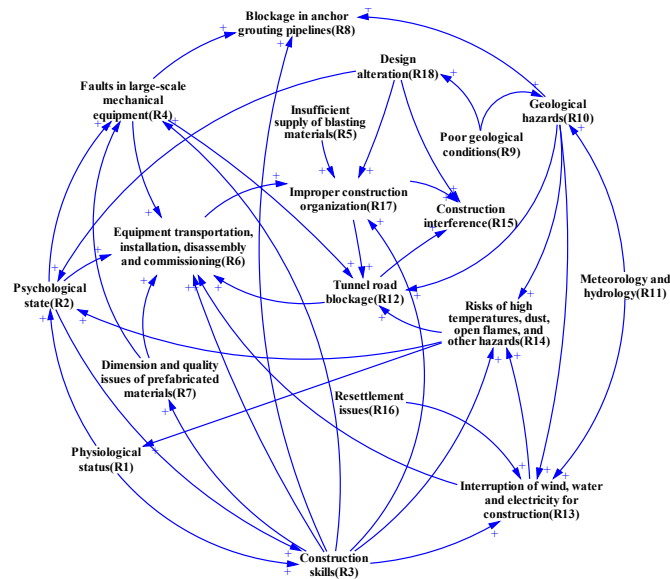 Blockage in anchor
grouting pipelines(R8)
Design
alteration(R18)
Faults in large-scale
mechanical
equipment(R4)
Insufficient
supply of blasting
materials(R5)
Geological
hazards(R10)
Poor geological
conditions(R9)
Improper construction
organization(R17)
Construction
interference(R15)
Equipment transportation,
installation, disassembly
and commissioning(R6)
Psychological
state(R2)
Tunnel road
blockage(R12)
Meteorology and
hydrology(R11)
Risks of high
temperatures, dust,
open flames, and
other hazards(R14)
Dimension and quality
issues of prefabricated
materials(R7)
Resettlement
issues(R16)
Physiological
status(R1)
Interruption of wind, water
and electricity for
construction(R13)
Construction
skills(R3)